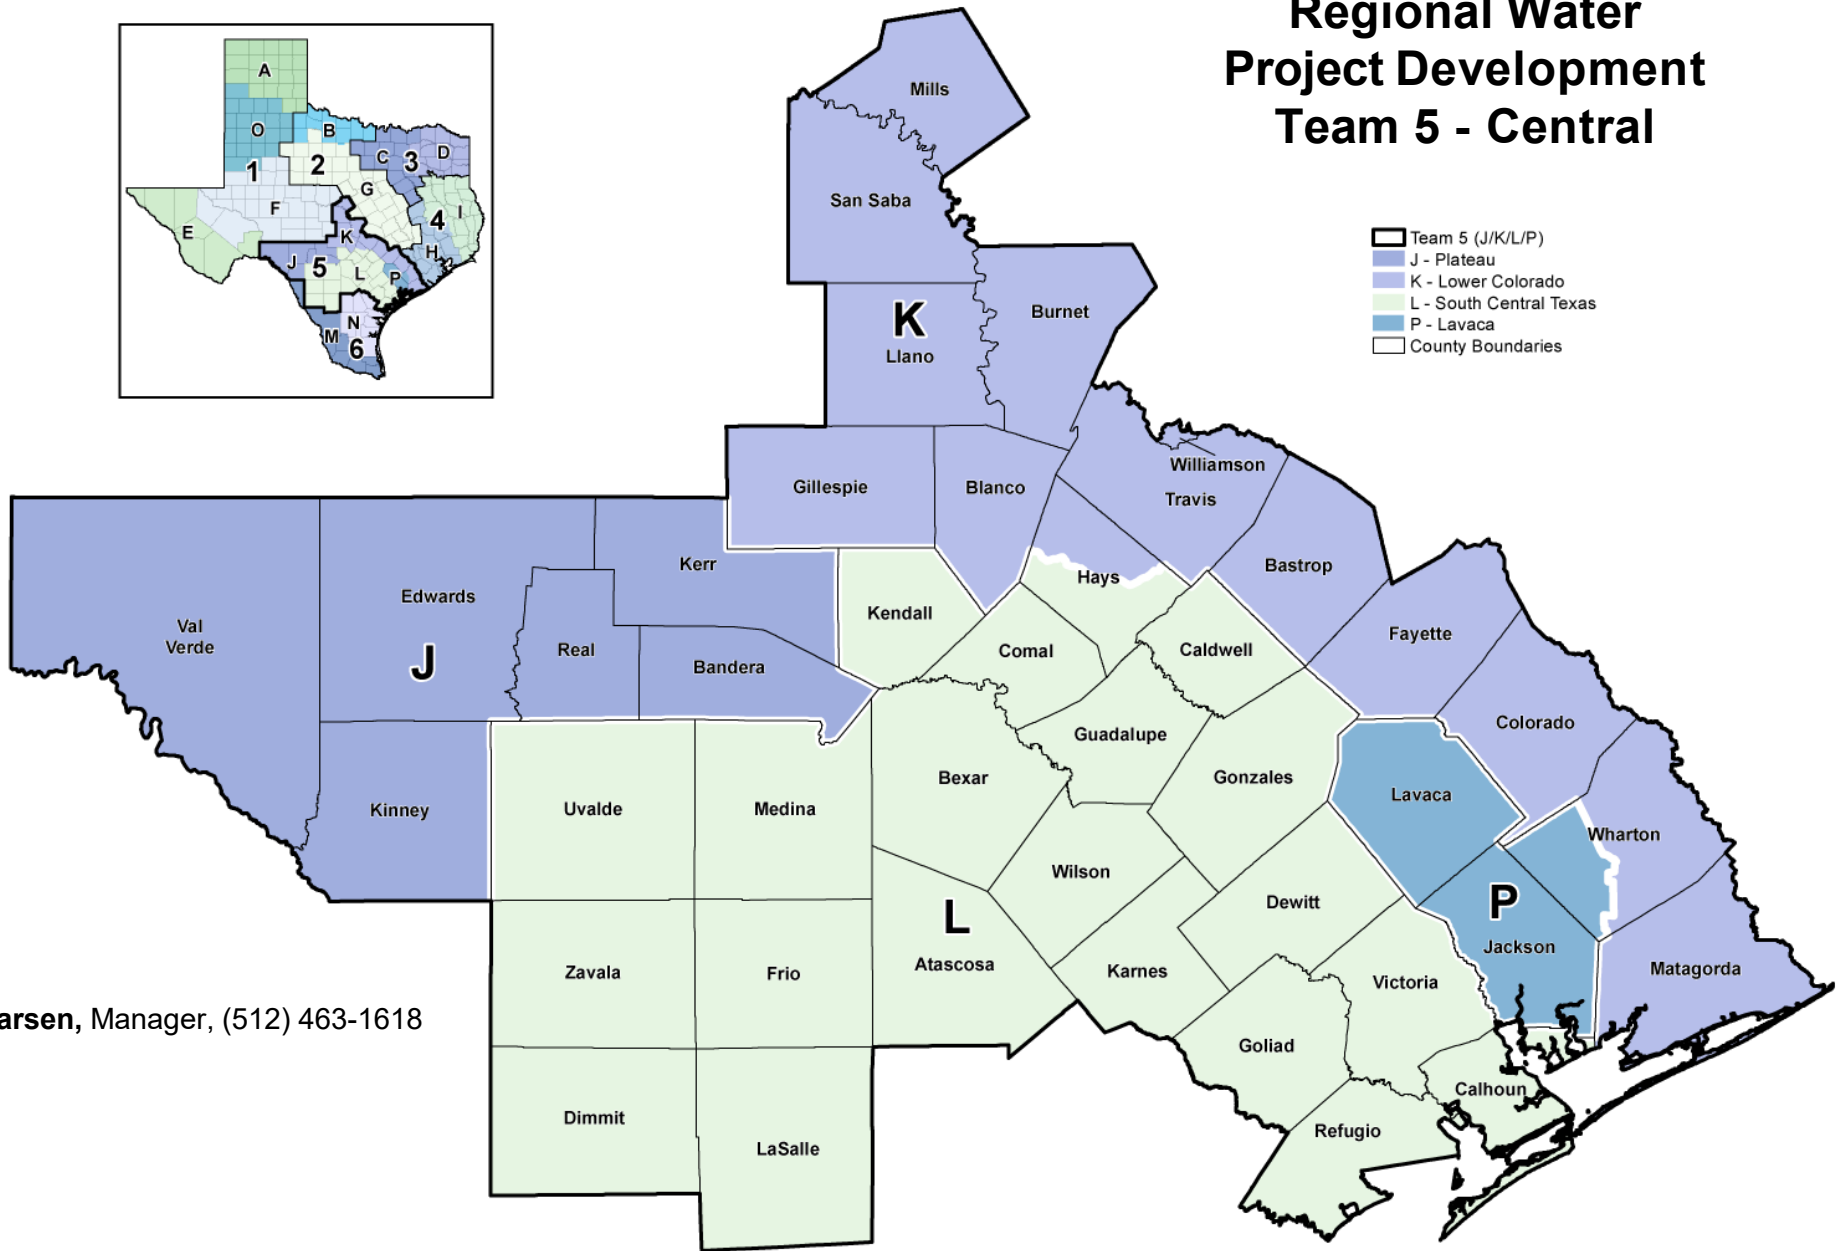 Regional Water
Project Development
Team 5 - Central
A
O
B
1
2
C
3
D
G
F
E
4
I
K
H
J
5
L
P
N
M
6
Team 5 (J/K/L/P)
J - Plateau
K - Lower Colorado
L - South Central Texas
P - Lavaca
County Boundaries
Mills
San Saba
K
Llano
Burnet
Gillespie
Blanco
Williamson
Travis
Kerr
Hays
Bastrop
Edwards
Val
Verde
J
Real
Bandera
Kendall
Comal
Caldwell
Fayette
Colorado
Kinney
Uvalde
Medina
Bexar
Guadalupe
Gonzales
Lavaca
Wharton
Wilson
Dewitt
P
Jackson
L
Atascosa
Zavala
Frio
Karnes
Victoria
Matagorda
arsen, Manager, (512) 463-1618
Goliad
Calhoun
Dimmit
LaSalle
Refugio